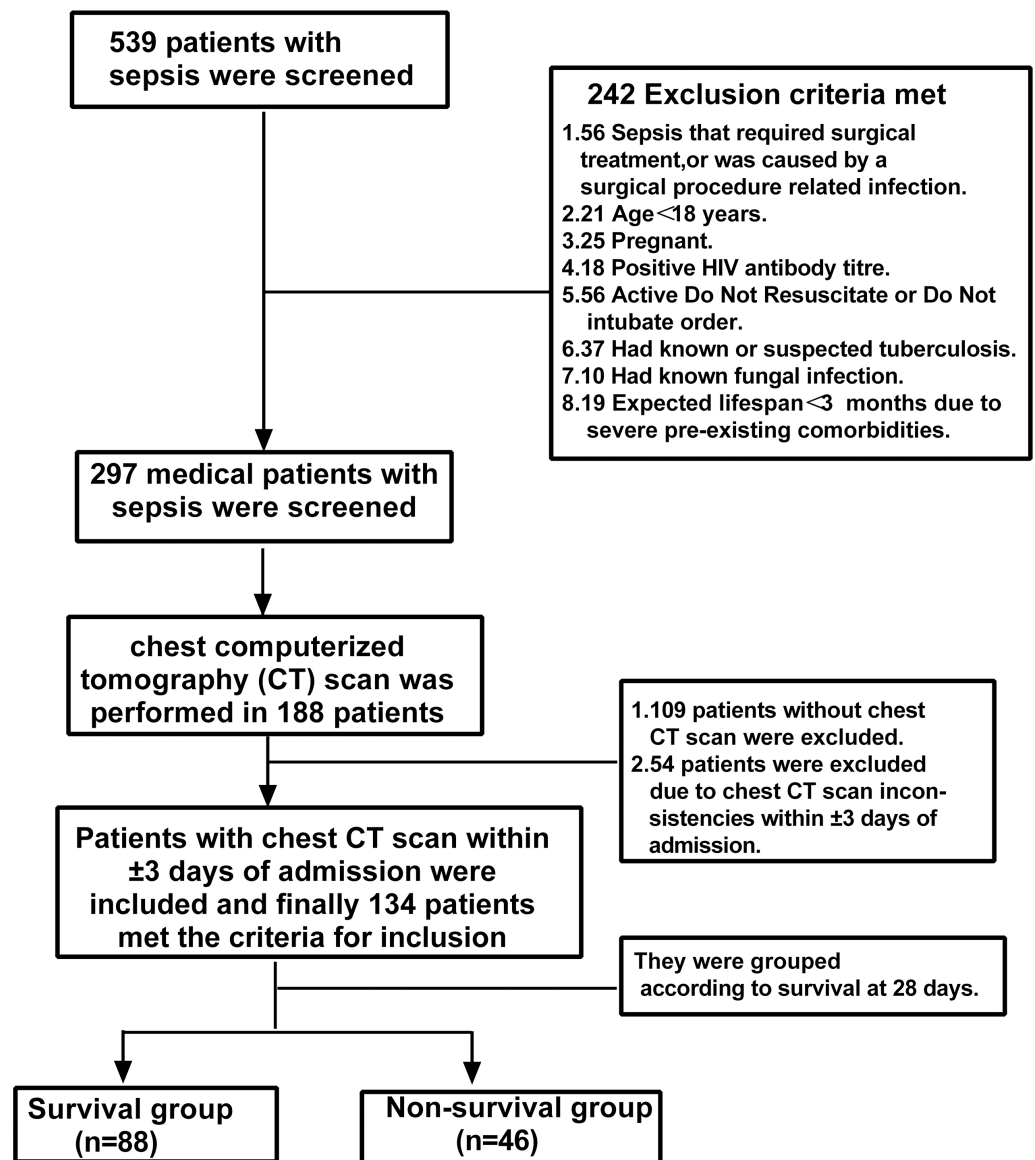 539 patients with
sepsis were screened
242 Exclusion criteria met
1.56 Sepsis that required surgical
treatment,or was caused by a
surgical procedure related infection.
2.21 Age<18 years.
3.25 Pregnant.
4.18 Positive HIV antibody titre.
5.56 Active Do Not Resuscitate or Do Not
intubate order.
6.37 Had known or suspected tuberculosis.
7.10 Had known fungal infection.
8.19 Expected lifespan<3 months due to
severe pre-existing comorbidities.
297 medical patients with
sepsis were screened
chest computerized
tomography (CT) scan was
performed in 188 patients
1.109 patients without chest
CT scan were excluded.
2.54 patients were excluded
due to chest CT scan incon-
sistencies within ±3 days of
admission.
Patients with chest CT scan within
±3 days of admission were
included and finally 134 patients
met the criteria for inclusion
They were grouped
according to survival at 28 days.
Survival group
(n=88)
Non-survival group
(n=46)